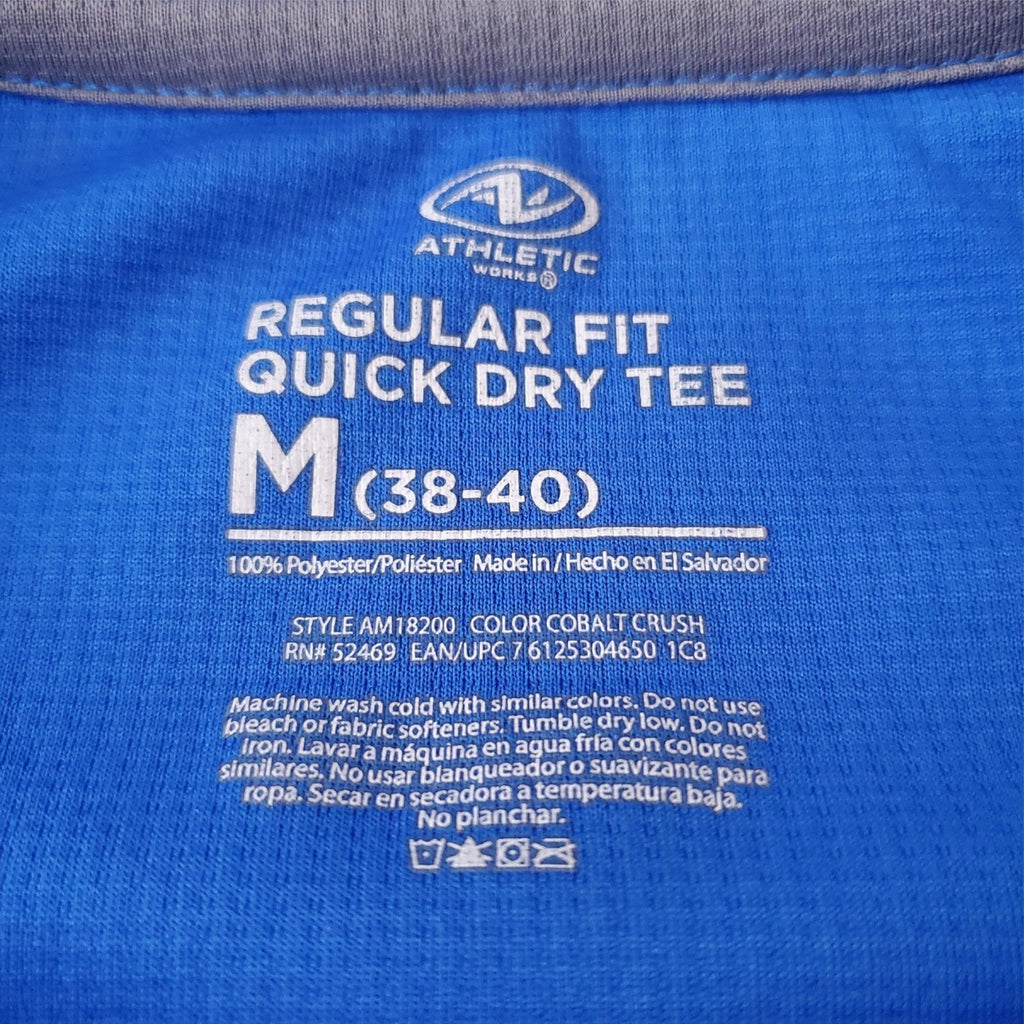 ATHLETIC
WORKS®
REGULAR FIT
QUICK DRY TEE
M (38-40)
100% Polyester/Poliéster Made in / Hecho en El Salvador
STYLE AM18200 COLOR COBALT CRUSH
RN# 52469 EAN/UPC 7 6125304650 1C8
Machine wash cold with similar colors. Do not use
bleach or fabric softeners. Tumble dry low. Do not
iron. Lavar a máquina en agua fría con colores
similares. No usar blanqueador o suavizante para
ropa. Secar en secadora a temperatura baja.
No planchar.